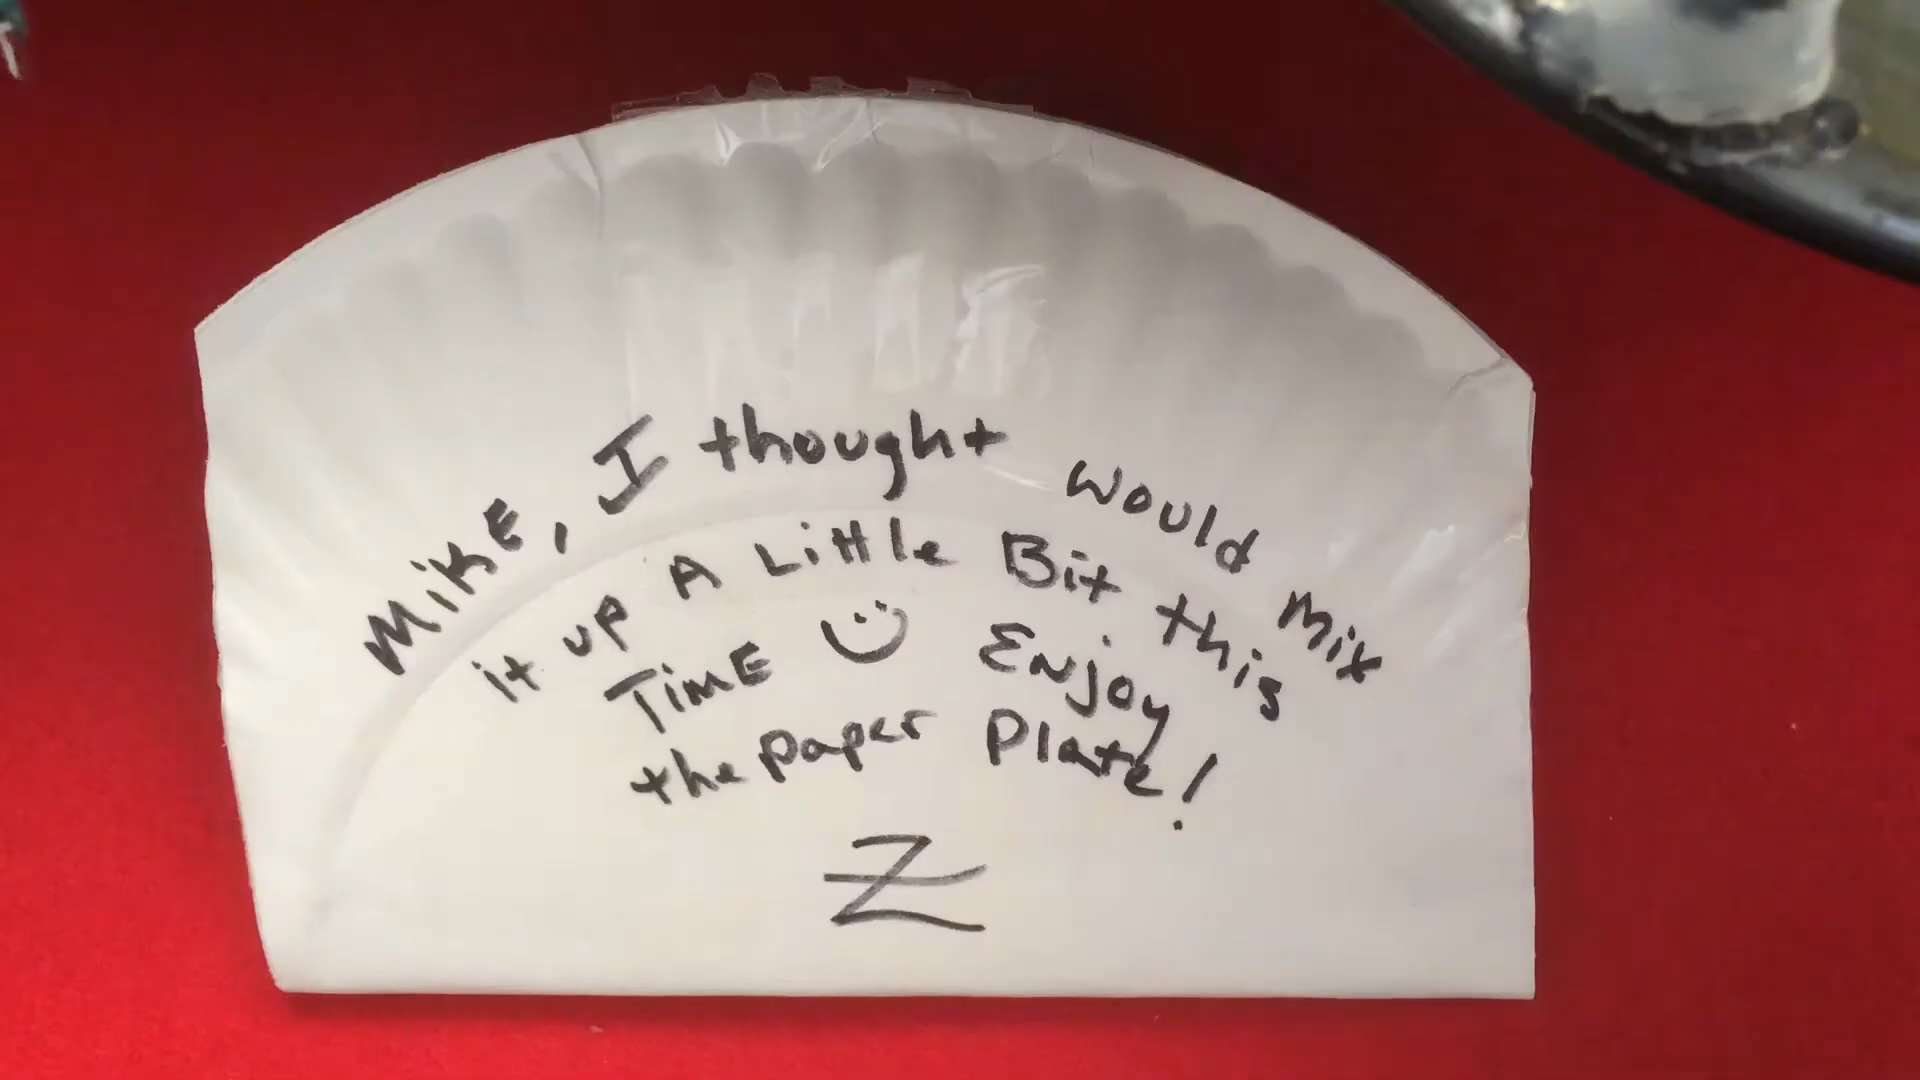 Mike, I thought would mix
it up A Little Bit this
Time ☺ Enjoy
the paper plate!
Z